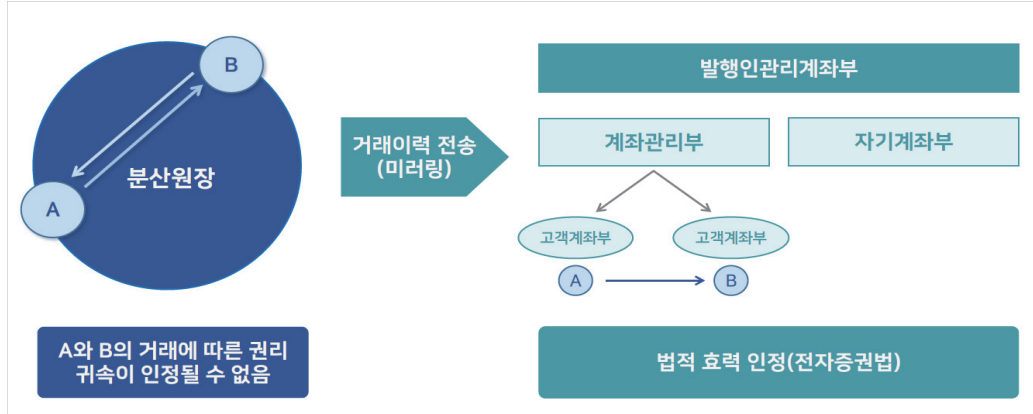 B
분산원장
A
A와 B의 거래에 따른 권리
귀속이 인정될 수 없음
거래이력 전송
(미러링)
발행인관리계좌부
계좌관리부
자기계좌부
고객계좌부
고객계좌부
A
B
법적 효력 인정(전자증권법)